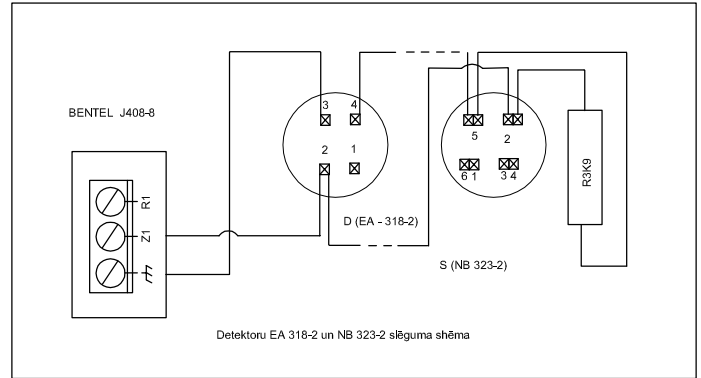 BENTEL J408-8
R1
Z1
3 4
2 1
D (EA - 318-2)
5 2
6 1 3 4
S (NB 323-2)
R3K9
Detektoru EA 318-2 un NB 323-2 slēguma shēma